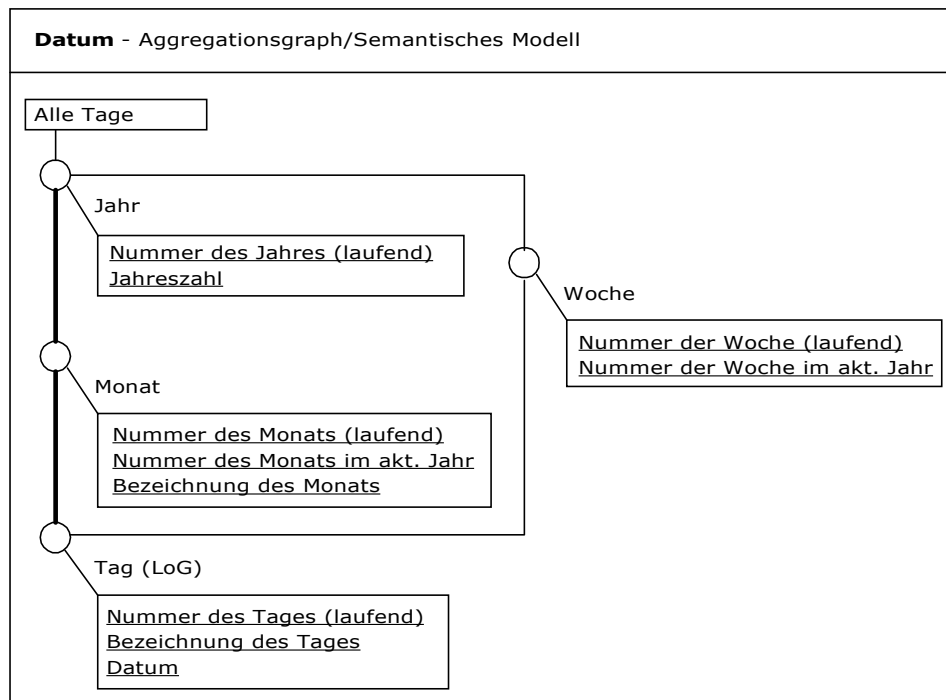 Datum - Aggregationsgraph/Semantisches Modell
Alle Tage
Jahr
Nummer des Jahres (laufend)
Jahreszahl
Woche
Nummer der Woche (laufend)
Nummer der Woche im akt. Jahr
Monat
Nummer des Monats (laufend)
Nummer des Monats im akt. Jahr
Bezeichnung des Monats
Tag (LoG)
Nummer des Tages (laufend)
Bezeichnung des Tages
Datum